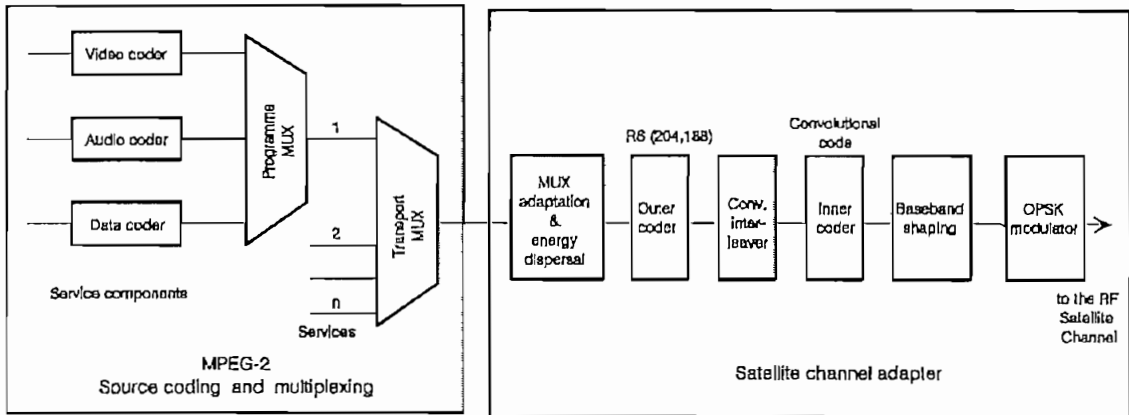 Video coder
Audio coder
Data coder
Service components
Programme
MUX
1
2
n
Services
Transport
MUX
MPEG-2
Source coding and multiplexing
MUX
adaptation
&
energy
dispersal
RS (204,188)
Outer
coder
Conv.
inter-
leaver
Convolutional
code
Inner
coder
Baseband
shaping
QPSK
modulator
to the RF
Satellite
Channel
Satellite channel adapter